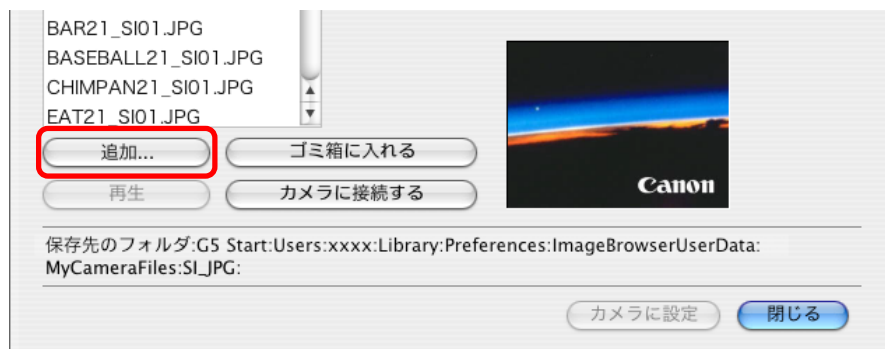 BAR21_SI01.JPG
BASEBALL21_SI01.JPG
CHIMPAN21_SI01.JPG
EAT21_SI01.JPG
追加...
ゴミ箱に入れる
再生
カメラに接続する
Canon
保存先のフォルダ:G5 Start:Users:xxxx:Library:Preferences:ImageBrowserUserData:
MyCameraFiles:SI_JPG:
カメラに設定
閉じる